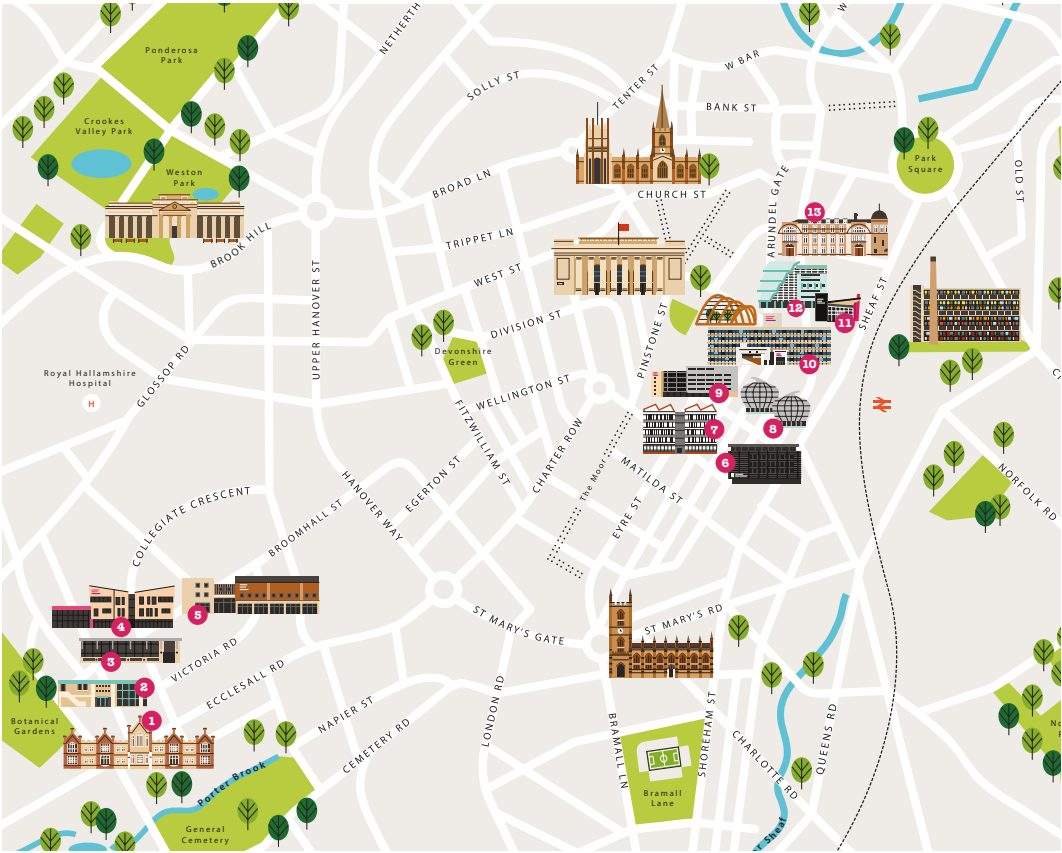 NETHERTH
W
Ponderosa
Park
W BAR
SOLLY ST
TENTER ST
BANK ST
Crookes
Valley Park
Weston
Park
Park
Square
OLD ST
BROAD LN
CHURCH ST
ARUNDEL GATE
13
BROOK HILL
TRIPPET LN
WEST ST
UPPER HANOVER ST
DIVISION ST
PINSTONE ST
12
11
SHEAF ST
Devonshire
Green
10
Royal Hallamshire
Hospital
H
GLOSSOP RD
WELLINGTON ST
9
8
7
6
FITZWILLIAM ST
CHARTER ROW
The Moor
MATILDA ST
EYRE ST
NORFOLK RD
COLLEGIATE CRESCENT
BROOMHALL ST
HANOVER WAY
EGERTON ST
5
4
3
2
1
ST MARY'S GATE
ST MARY'S RD
VICTORIA RD
ECCLESALL RD
NAPIER ST
CEMETERY RD
LONDON RD
BRAMALL LN
SHOREHAM ST
CHARLOTTE RD
QUEENS RD
Botanical
Gardens
Porter Brook
General
Cemetery
Bramall
Lane
er Sheaf
No